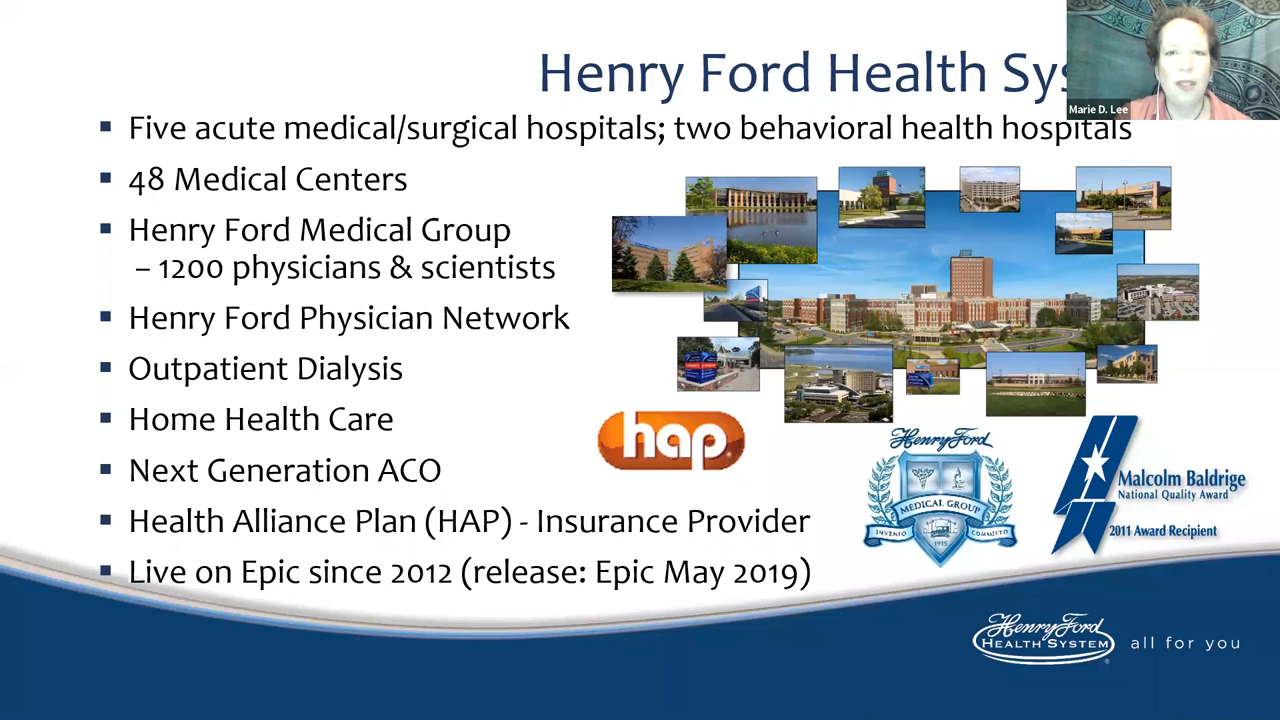 Henry Ford Health Sys
Marie D. Lee
▪ Five acute medical/surgical hospitals; two behavioral health hospitals
▪ 48 Medical Centers
▪ Henry Ford Medical Group
– 1200 physicians & scientists
▪ Henry Ford Physician Network
▪ Outpatient Dialysis
▪ Home Health Care
▪ Next Generation ACO
▪ Health Alliance Plan (HAP) - Insurance Provider
▪ Live on Epic since 2012 (release: Epic May 2019)
hap
Henry Ford
MEDICAL GROUP
INVENIO COMMITTO
1915
Malcolm Baldrige
National Quality Award
2011 Award Recipient
Henry Ford
HEALTH SYSTEM
all for you